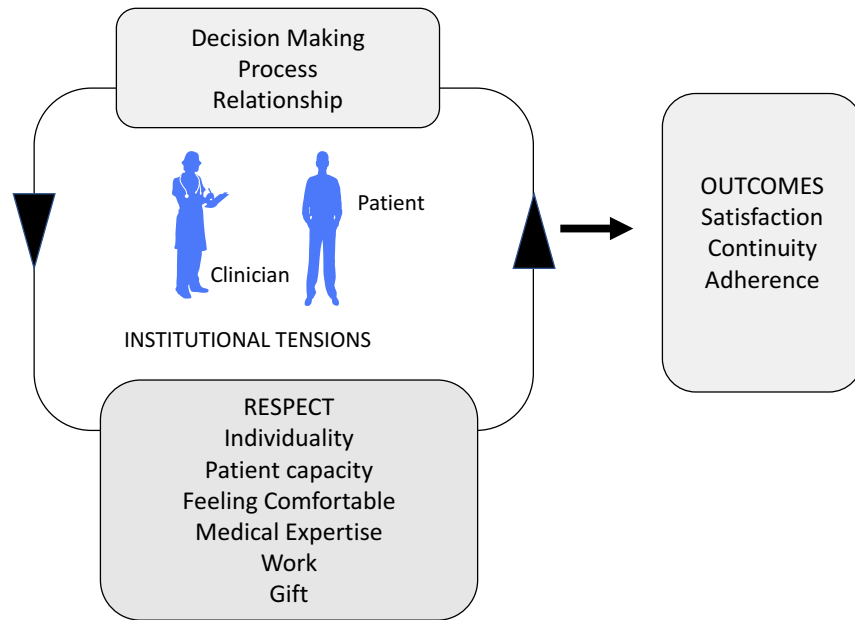 Decision Making
Process
Relationship
Patient
Clinician
INSTITUTIONAL TENSIONS
RESPECT
Individuality
Patient capacity
Feeling Comfortable
Medical Expertise
Work
Gift
OUTCOMES
Satisfaction
Continuity
Adherence